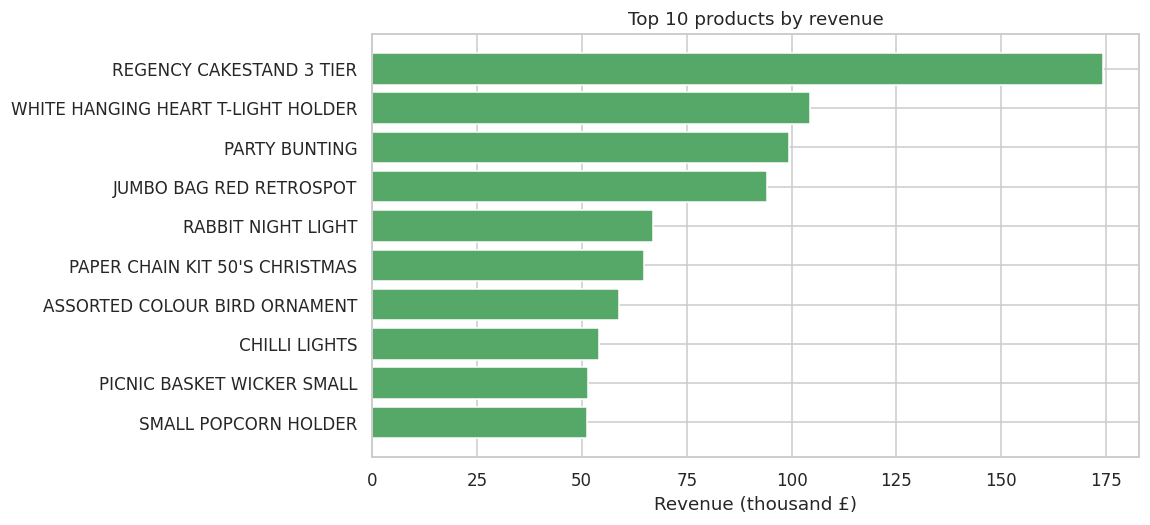 Top 10 products by revenue
REGENCY CAKESTAND 3 TIER
WHITE HANGING HEART T-LIGHT HOLDER
PARTY BUNTING
JUMBO BAG RED RETROSPOT
RABBIT NIGHT LIGHT
PAPER CHAIN KIT 50'S CHRISTMAS
ASSORTED COLOUR BIRD ORNAMENT
CHILLI LIGHTS
PICNIC BASKET WICKER SMALL
SMALL POPCORN HOLDER
0 25 50 75 100 125 150 175
Revenue (thousand £)